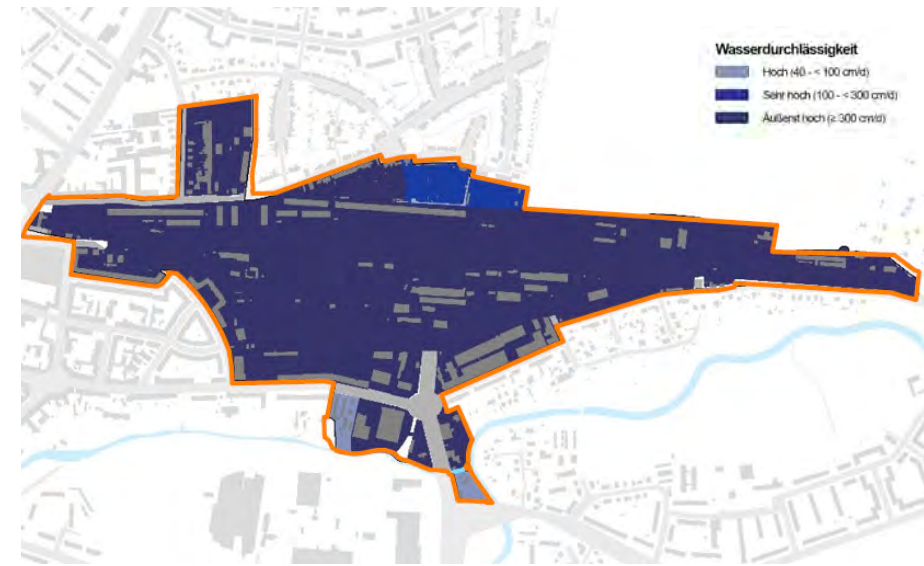 Wasserdurchlässigkeit
Hoch (40 - < 100 cm/d)
Sehr hoch (100 - < 300 cm/d)
Äußerst hoch (≥ 300 cm/d)